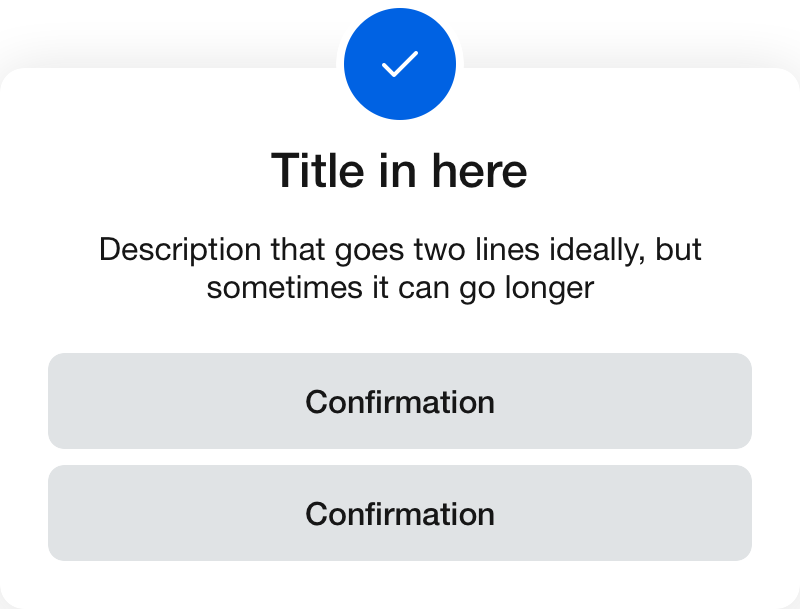 Title in here
Description that goes two lines ideally, but
sometimes it can go longer
Confirmation
Confirmation